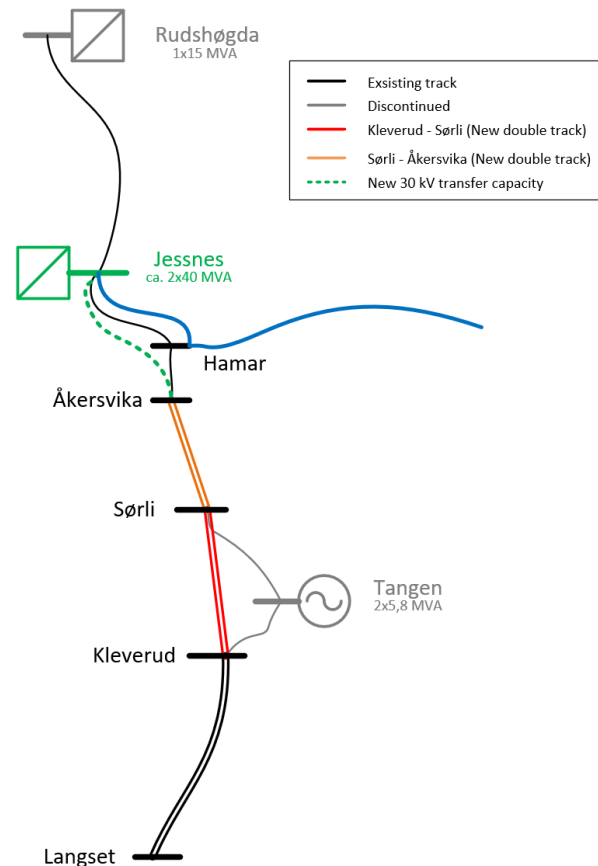 Rudshøgda
1x15 MVA
Exsisting track
Discontinued
Kleverud - Sørli (New double track)
Sørli - Åkersvika (New double track)
New 30 kV transfer capacity
Jessnes
ca. 2x40 MVA
Hamar
Åkersvika
Sørli
Tangen
2x5,8 MVA
Kleverud
Langset